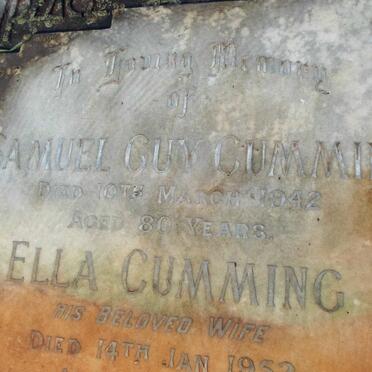 In Loving Memory
of
SAMUEL GUY CUMMIN
DIED 10TH MARCH 1942
AGED 80 YEARS.
ELLA CUMMING
HIS BELOVED WIFE
DIED 14TH JAN. 1952